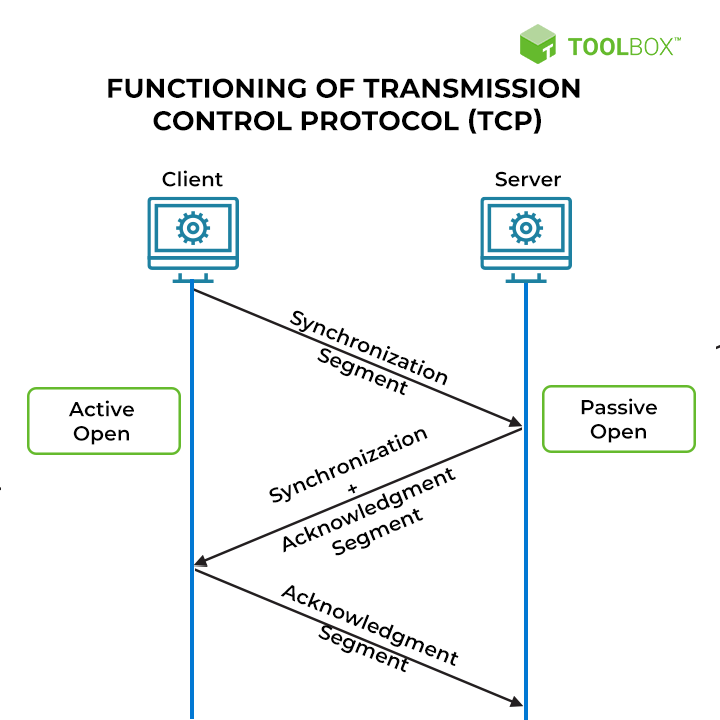 TOOLBOX™
FUNCTIONING OF TRANSMISSION
CONTROL PROTOCOL (TCP)
Client
Server
Synchronization
Segment
Active
Open
Passive
Open
Synchronization
+
Acknowledgment
Segment
Acknowledgment
Segment